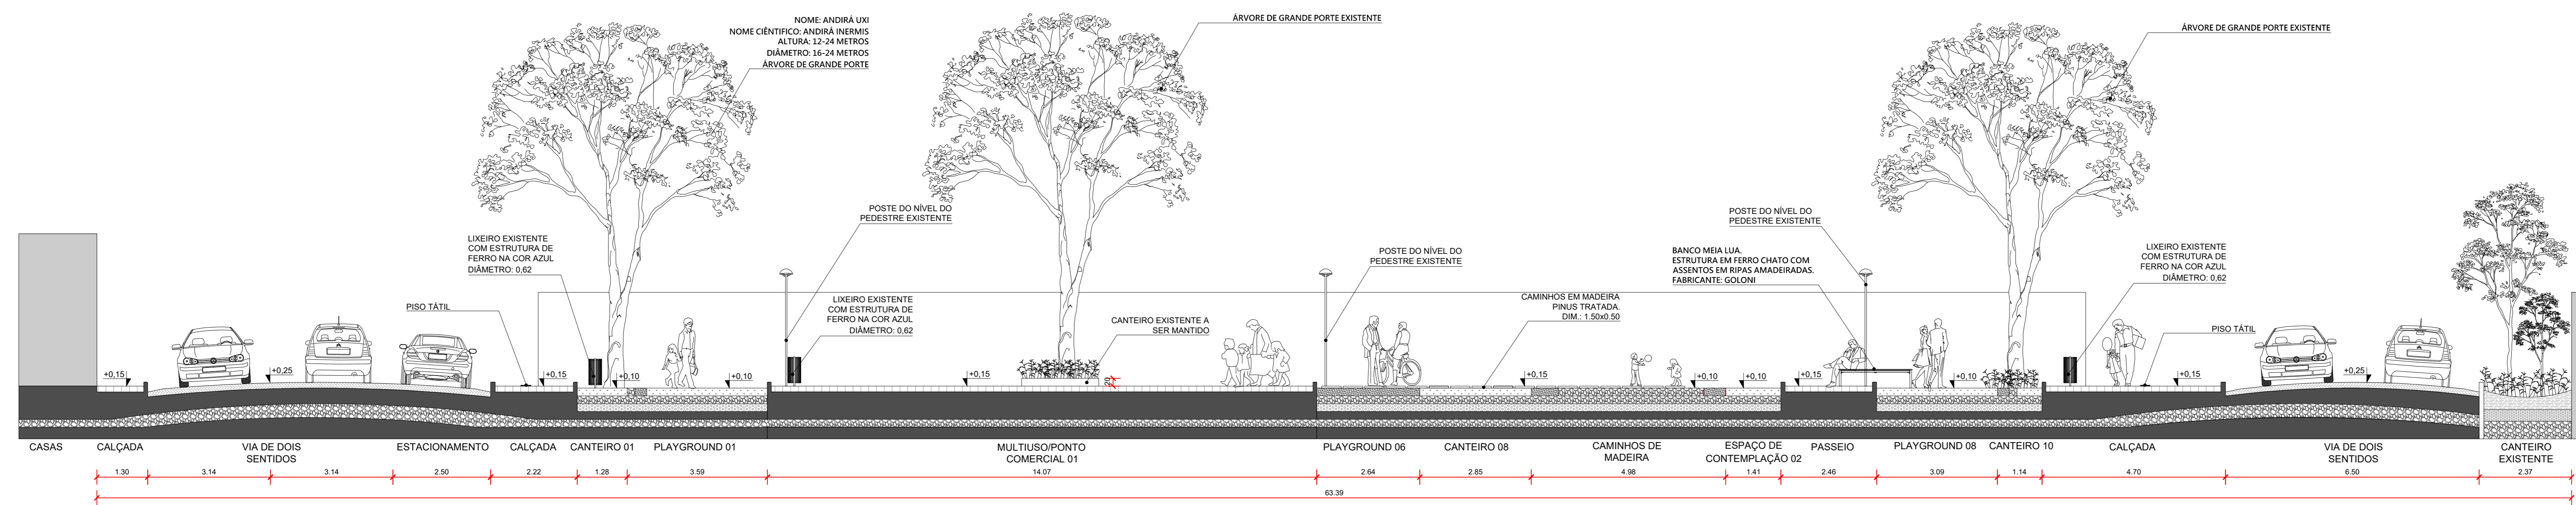 NOME: ANDIRÁ UXI
NOME CIÊNTIFICO: ANDIRÁ INERMIS
ALTURA: 12-24 METROS
DIÂMETRO: 16-24 METROS
ÁRVORE DE GRANDE PORTE
ÁRVORE DE GRANDE PORTE EXISTENTE
ÁRVORE DE GRANDE PORTE EXISTENTE
LIXEIRO EXISTENTE
COM ESTRUTURA DE
FERRO NA COR AZUL
DIÂMETRO: 0,62
POSTE DO NÍVEL DO
PEDESTRE EXISTENTE
LIXEIRO EXISTENTE
COM ESTRUTURA DE
FERRO NA COR AZUL
DIÂMETRO: 0,62
PISO TÁTIL
CANTEIRO EXISTENTE A
SER MANTIDO
POSTE DO NÍVEL DO
PEDESTRE EXISTENTE
CAMINHOS EM MADEIRA
PINUS TRATADA.
DIM.: 1.50x0.50
POSTE DO NÍVEL DO
PEDESTRE EXISTENTE
BANCO MEIA LUA.
ESTRUTURA EM FERRO CHATO COM
ASSENTOS EM RIPAS AMADEIRADAS.
FABRICANTE: GOLONI
LIXEIRO EXISTENTE
COM ESTRUTURA DE
FERRO NA COR AZUL
DIÂMETRO: 0,62
PISO TÁTIL
+0,15
+0,25
+0,15
+0,10
+0,10
+0,15
+0,15
+0,10
+0,10
+0,15
+0,10
+0,15
+0,25
CASAS
CALÇADA
VIA DE DOIS
SENTIDOS
ESTACIONAMENTO
CALÇADA
CANTEIRO 01
PLAYGROUND 01
MULTIUSO/PONTO
COMERCIAL 01
PLAYGROUND 06
CANTEIRO 08
CAMINHOS DE
MADEIRA
ESPAÇO DE
CONTEMPLAÇÃO 02
PASSEIO
PLAYGROUND 08
CANTEIRO 10
CALÇADA
VIA DE DOIS
SENTIDOS
CANTEIRO
EXISTENTE
1.30
3.14
3.14
2.50
2.22
1.28
3.59
14.07
2.64
2.85
4.98
1.41
2.46
3.09
1.14
4.70
6.50
2.37
63.39